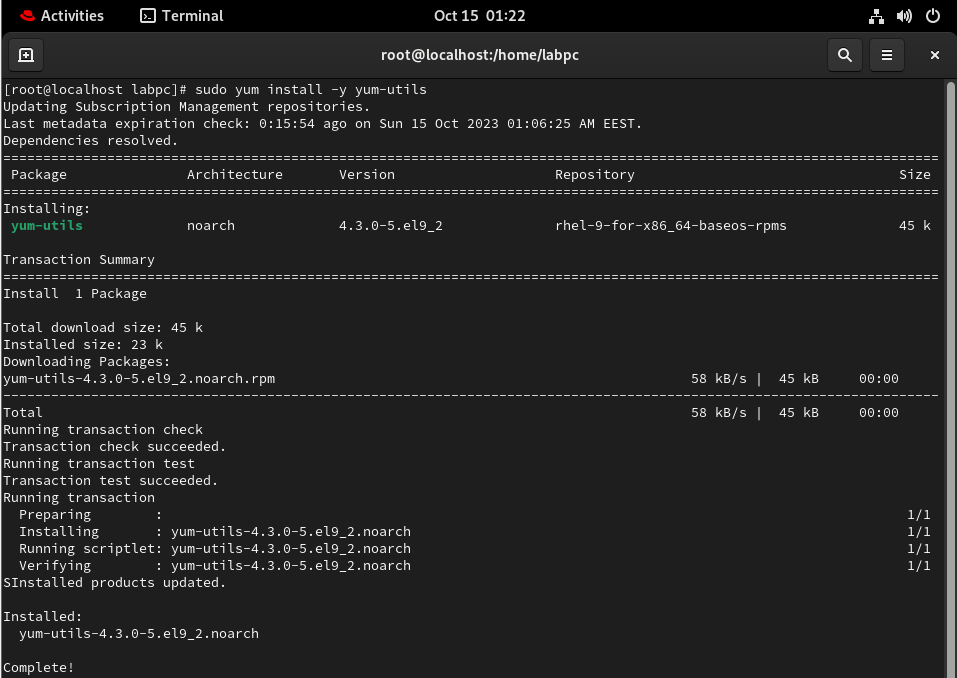 Activities Terminal Oct 15 01:22
root@localhost:/home/labpc
[root@localhost labpc]# sudo yum install -y yum-utils
Updating Subscription Management repositories.
Last metadata expiration check: 0:15:54 ago on Sun 15 Oct 2023 01:06:25 AM EEST.
Dependencies resolved.
================================================================================
 Package               Architecture       Version                    Repository                                 Size
================================================================================
Installing:
 yum-utils             noarch             4.3.0-5.el9_2              rhel-9-for-x86_64-baseos-rpms              45 k

Transaction Summary
================================================================================
Install  1 Package

Total download size: 45 k
Installed size: 23 k
Downloading Packages:
yum-utils-4.3.0-5.el9_2.noarch.rpm                                                    58 kB/s |  45 kB     00:00
--------------------------------------------------------------------------------
Total                                                                                 58 kB/s |  45 kB     00:00
Running transaction check
Transaction check succeeded.
Running transaction test
Transaction test succeeded.
Running transaction
  Preparing        :                                                                                             1/1
  Installing       : yum-utils-4.3.0-5.el9_2.noarch                                                              1/1
  Running scriptlet: yum-utils-4.3.0-5.el9_2.noarch                                                              1/1
  Verifying        : yum-utils-4.3.0-5.el9_2.noarch                                                              1/1
SInstalled products updated.

Installed:
  yum-utils-4.3.0-5.el9_2.noarch

Complete!